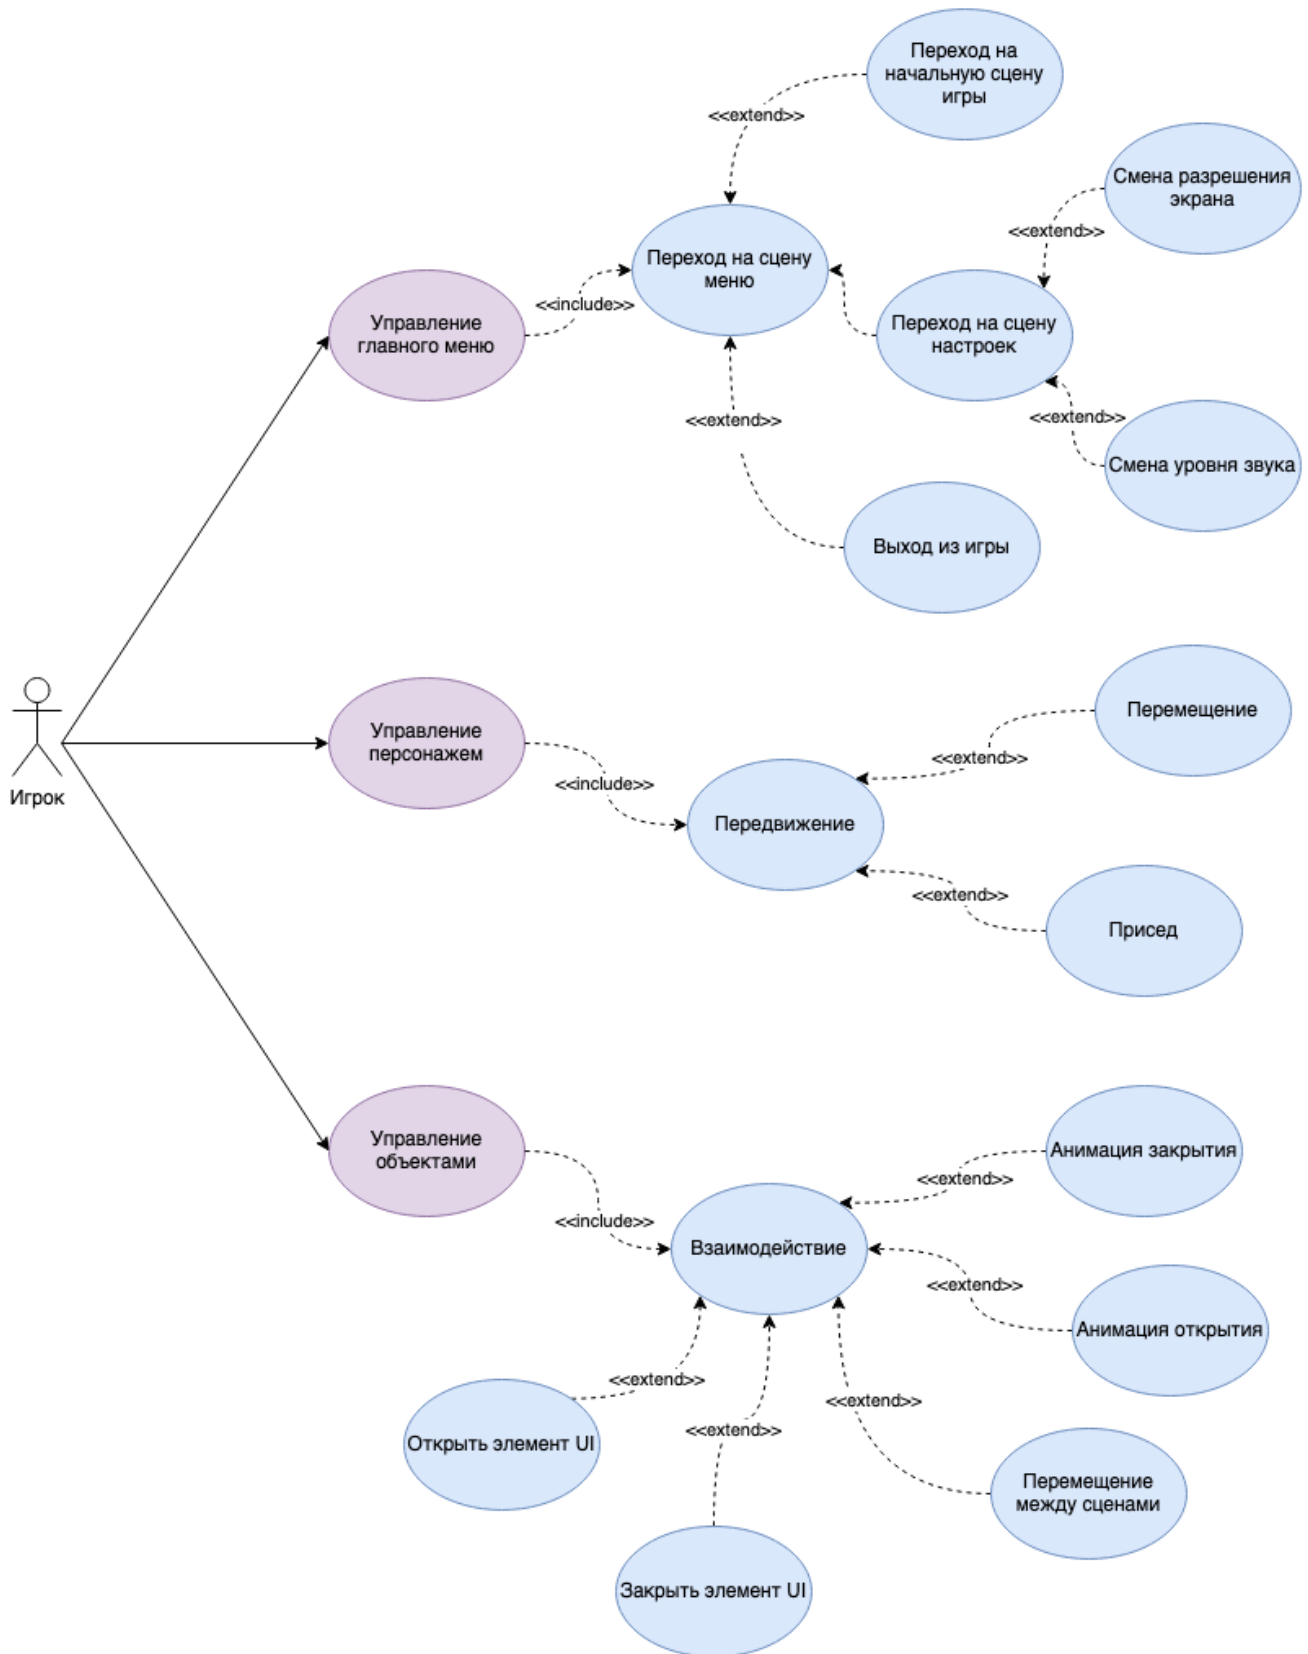 Переход на
начальную сцену
игры
<<extend>>
Смена разрешения
экрана
<<extend>>
Переход на сцену
меню
<<include>>
Управление
главного меню
Переход на сцену
настроек
<<extend>>
<<extend>>
Смена уровня звука
Выход из игры
Игрок
Управление
персонажем
<<include>>
Передвижение
<<extend>>
Перемещение
<<extend>>
Присед
Управление
объектами
<<include>>
Взаимодействие
<<extend>>
Анимация закрытия
<<extend>>
Анимация открытия
<<extend>>
Открыть элемент UI
<<extend>>
Закрыть элемент UI
<<extend>>
Перемещение
между сценами